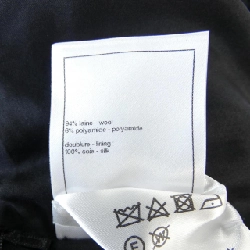 94% laine - wool
6% polyamide - polyamide
doublure - lining
100% soie - silk
F